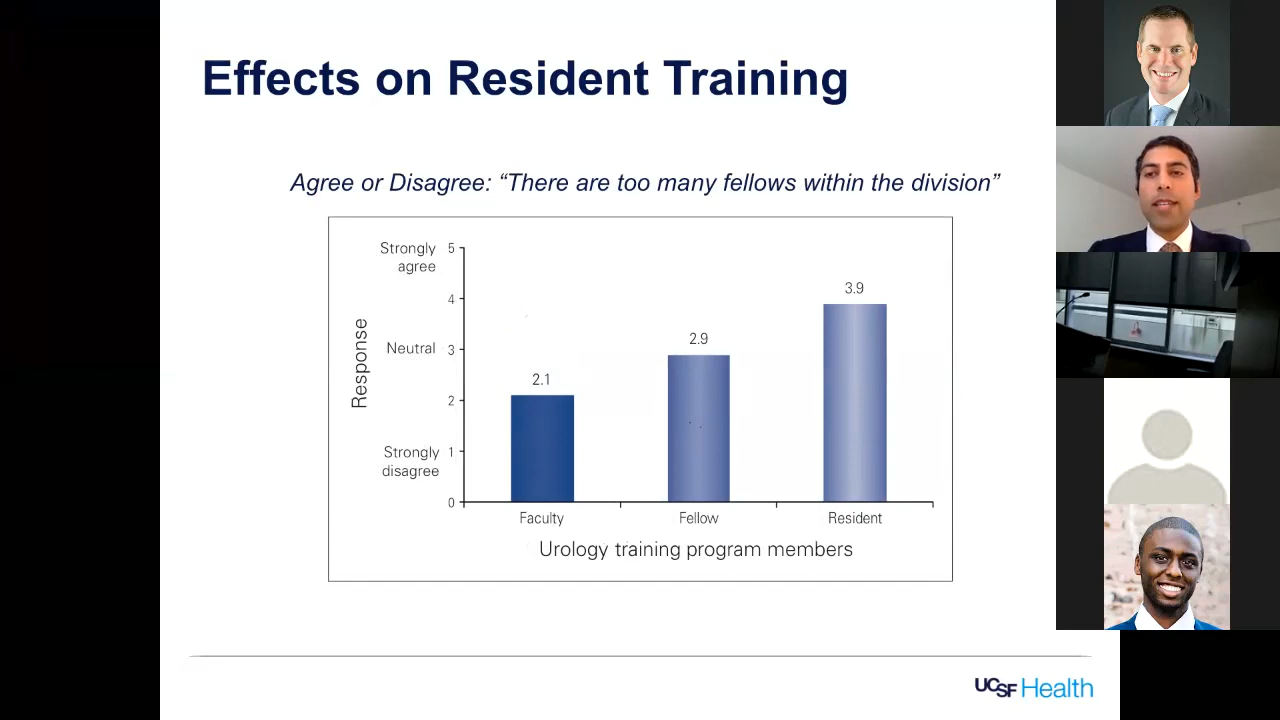 Effects on Resident Training
Agree or Disagree: “There are too many fellows within the division”
Response
Strongly
agree
Neutral
Strongly
disagree
5
4
3
2
1
0
2.1
2.9
3.9
Faculty
Fellow
Resident
Urology training program members
UCSF Health